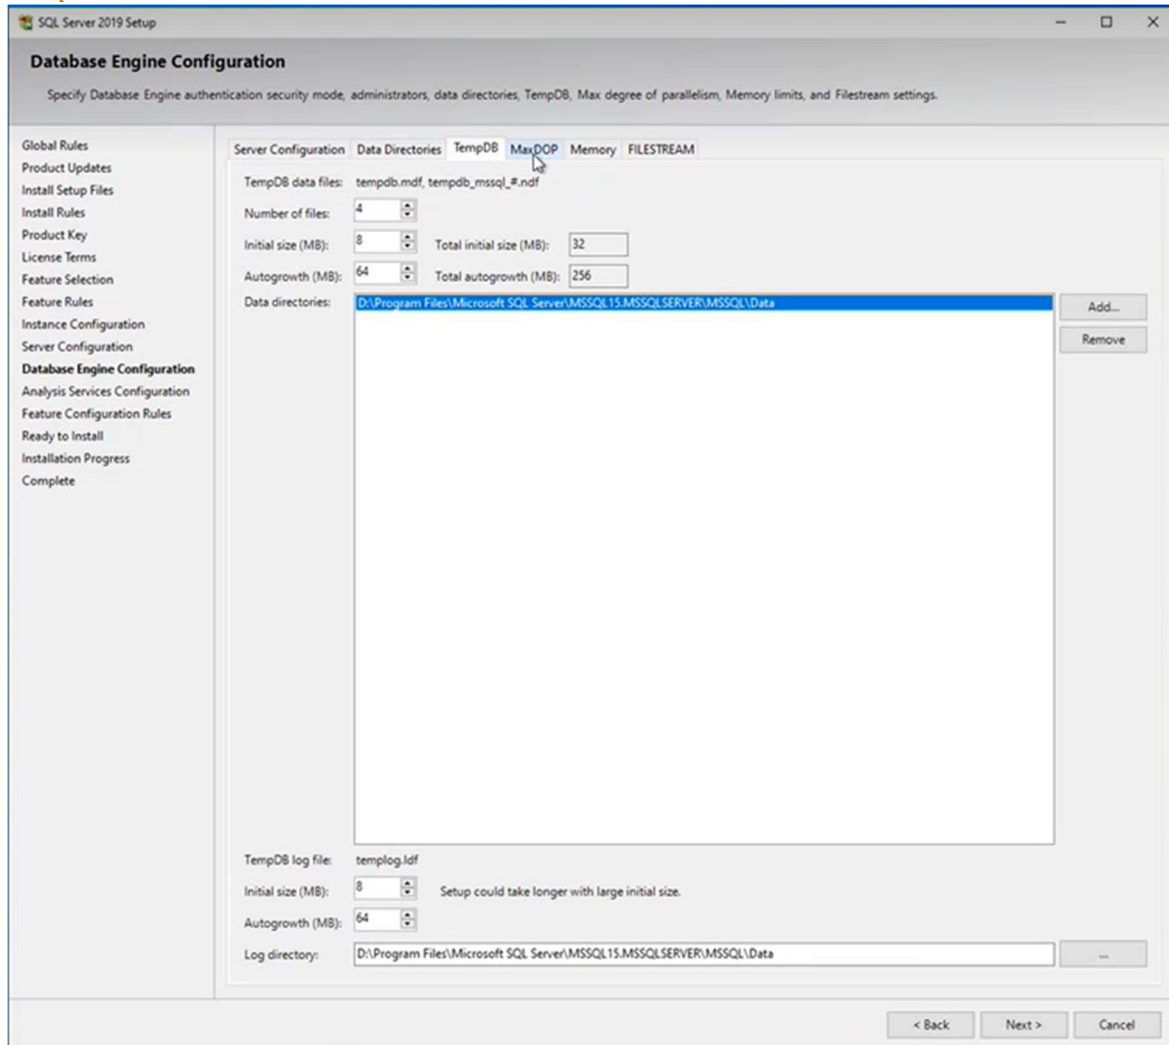 SQL Server 2019 Setup
Database Engine Configuration
Specify Database Engine authentication security mode, administrators, data directories, TempDB, Max degree of parallelism, Memory limits, and Filestream settings.
Global Rules
Product Updates
Install Setup Files
Install Rules
Product Key
License Terms
Feature Selection
Feature Rules
Instance Configuration
Server Configuration
Database Engine Configuration
Analysis Services Configuration
Feature Configuration Rules
Ready to Install
Installation Progress
Complete
Server Configuration Data Directories TempDB MaxDOP Memory FILESTREAM
TempDB data files: tempdb.mdf, tempdb_mssql_#.ndf
Number of files: 4
Initial size (MB): 8 Total initial size (MB): 32
Autogrowth (MB): 64 Total autogrowth (MB): 256
Data directories: D:\Program Files\Microsoft SQL Server\MSSQL15.MSSQLSERVER\MSSQL\Data
Add...
Remove
TempDB log file: templog.ldf
Initial size (MB): 8 Setup could take longer with large initial size.
Autogrowth (MB): 64
Log directory: D:\Program Files\Microsoft SQL Server\MSSQL15.MSSQLSERVER\MSSQL\Data ...
< Back Next > Cancel